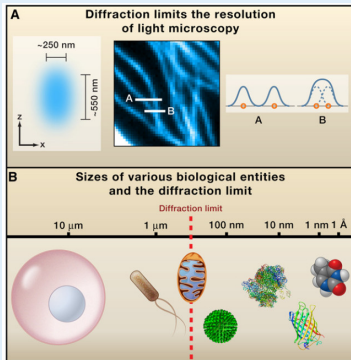 A
Diffraction limits the resolution
of light microscopy
~250 nm
~550 nm
z
x
A
B
A
B
B
Sizes of various biological entities
and the diffraction limit
Diffraction limit
10 μm
1 μm
100 nm
10 nm
1 nm
1 Å